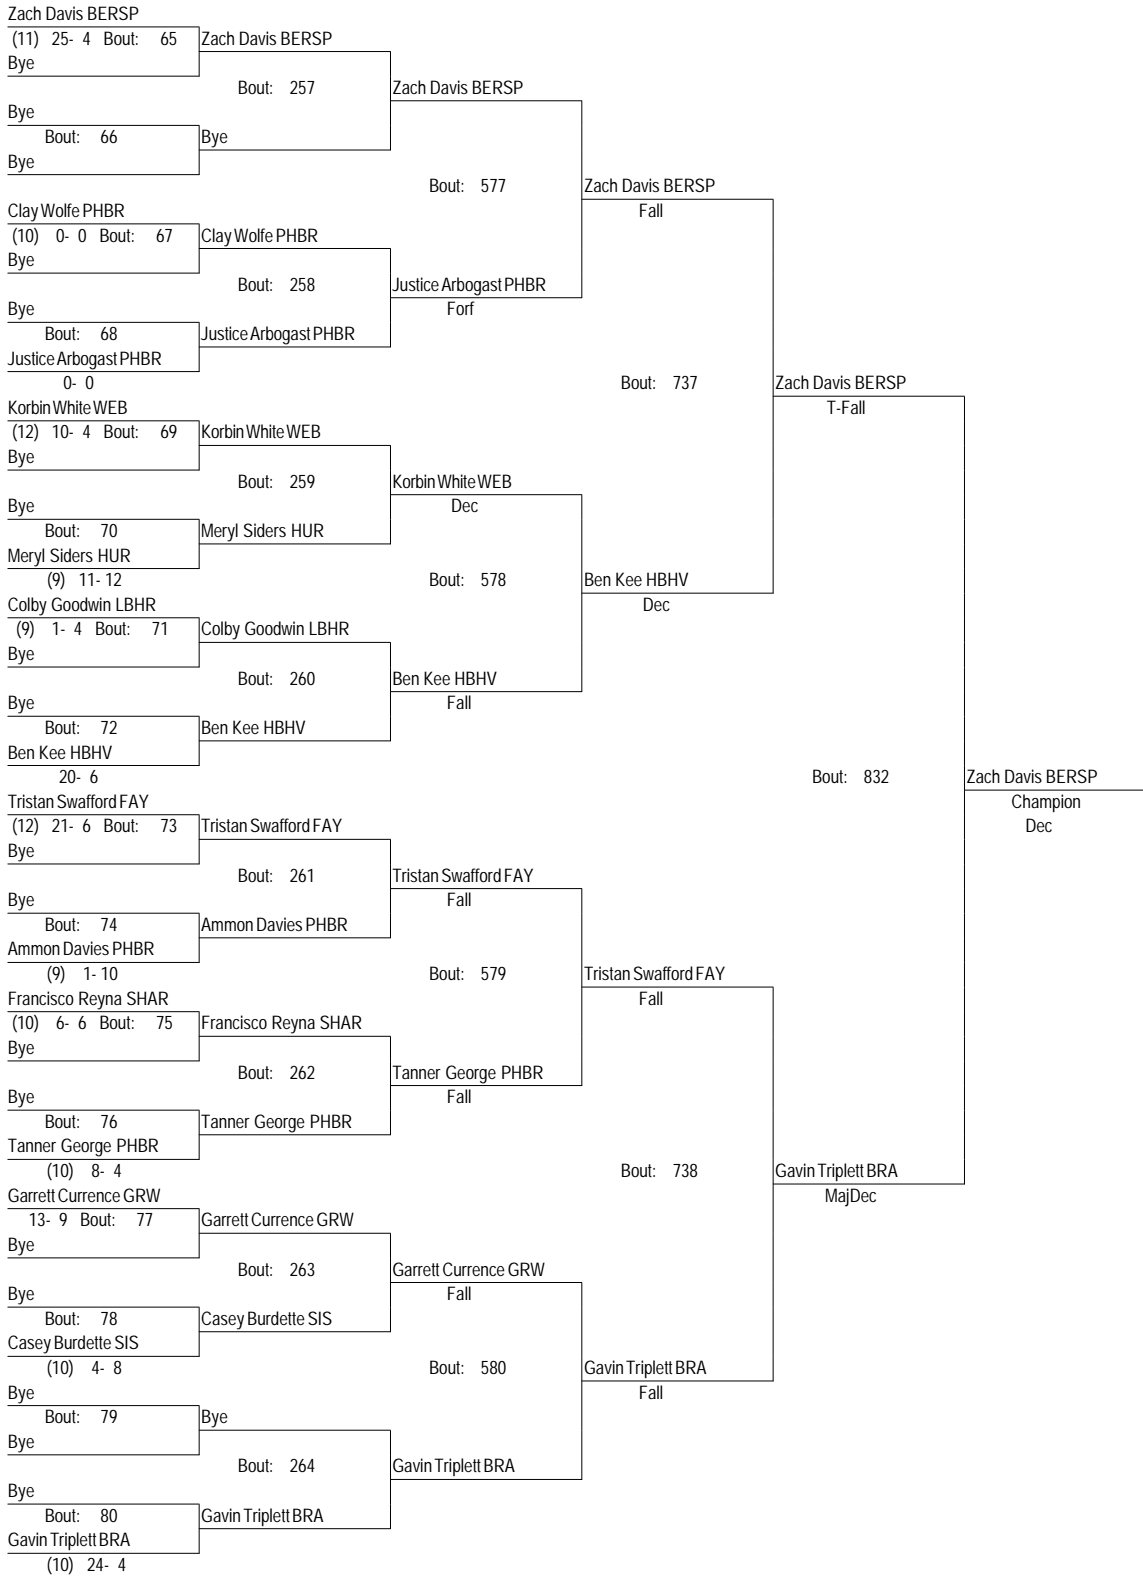 Zach Davis BERSP
(11) 25- 4 Bout: 65 Zach Davis BERSP
Bye
Bout: 257 Zach Davis BERSP
Bye
Bout: 66 Bye
Bye
Bout: 577 Zach Davis BERSP
Fall
Clay Wolfe PHBR
(10) 0- 0 Bout: 67 Clay Wolfe PHBR
Bye
Bout: 258 Justice Arbogast PHBR
Forf
Bye
Bout: 68 Justice Arbogast PHBR
Justice Arbogast PHBR
0- 0
Bout: 737 Zach Davis BERSP
T-Fall
Korbin White WEB
(12) 10- 4 Bout: 69 Korbin White WEB
Bye
Bout: 259 Korbin White WEB
Dec
Bye
Bout: 70 Meryl Siders HUR
Meryl Siders HUR
(9) 11- 12
Bout: 578 Ben Kee HBHV
Dec
Colby Goodwin LBHR
(9) 1- 4 Bout: 71 Colby Goodwin LBHR
Bye
Bout: 260 Ben Kee HBHV
Fall
Bye
Bout: 72 Ben Kee HBHV
Ben Kee HBHV
20- 6
Bout: 832 Zach Davis BERSP
Champion
Dec
Tristan Swafford FAY
(12) 21- 6 Bout: 73 Tristan Swafford FAY
Bye
Bout: 261 Tristan Swafford FAY
Fall
Bye
Bout: 74 Ammon Davies PHBR
Ammon Davies PHBR
(9) 1- 10
Bout: 579 Tristan Swafford FAY
Fall
Francisco Reyna SHAR
(10) 6- 6 Bout: 75 Francisco Reyna SHAR
Bye
Bout: 262 Tanner George PHBR
Fall
Bye
Bout: 76 Tanner George PHBR
Tanner George PHBR
(10) 8- 4
Bout: 738 Gavin Triplett BRA
MajDec
Garrett Currence GRW
13- 9 Bout: 77 Garrett Currence GRW
Bye
Bout: 263 Garrett Currence GRW
Fall
Bye
Bout: 78 Casey Burdette SIS
Casey Burdette SIS
(10) 4- 8
Bout: 580 Gavin Triplett BRA
Fall
Bye
Bout: 79 Bye
Bye
Bout: 264 Gavin Triplett BRA
Bye
Bout: 80 Gavin Triplett BRA
Gavin Triplett BRA
(10) 24- 4